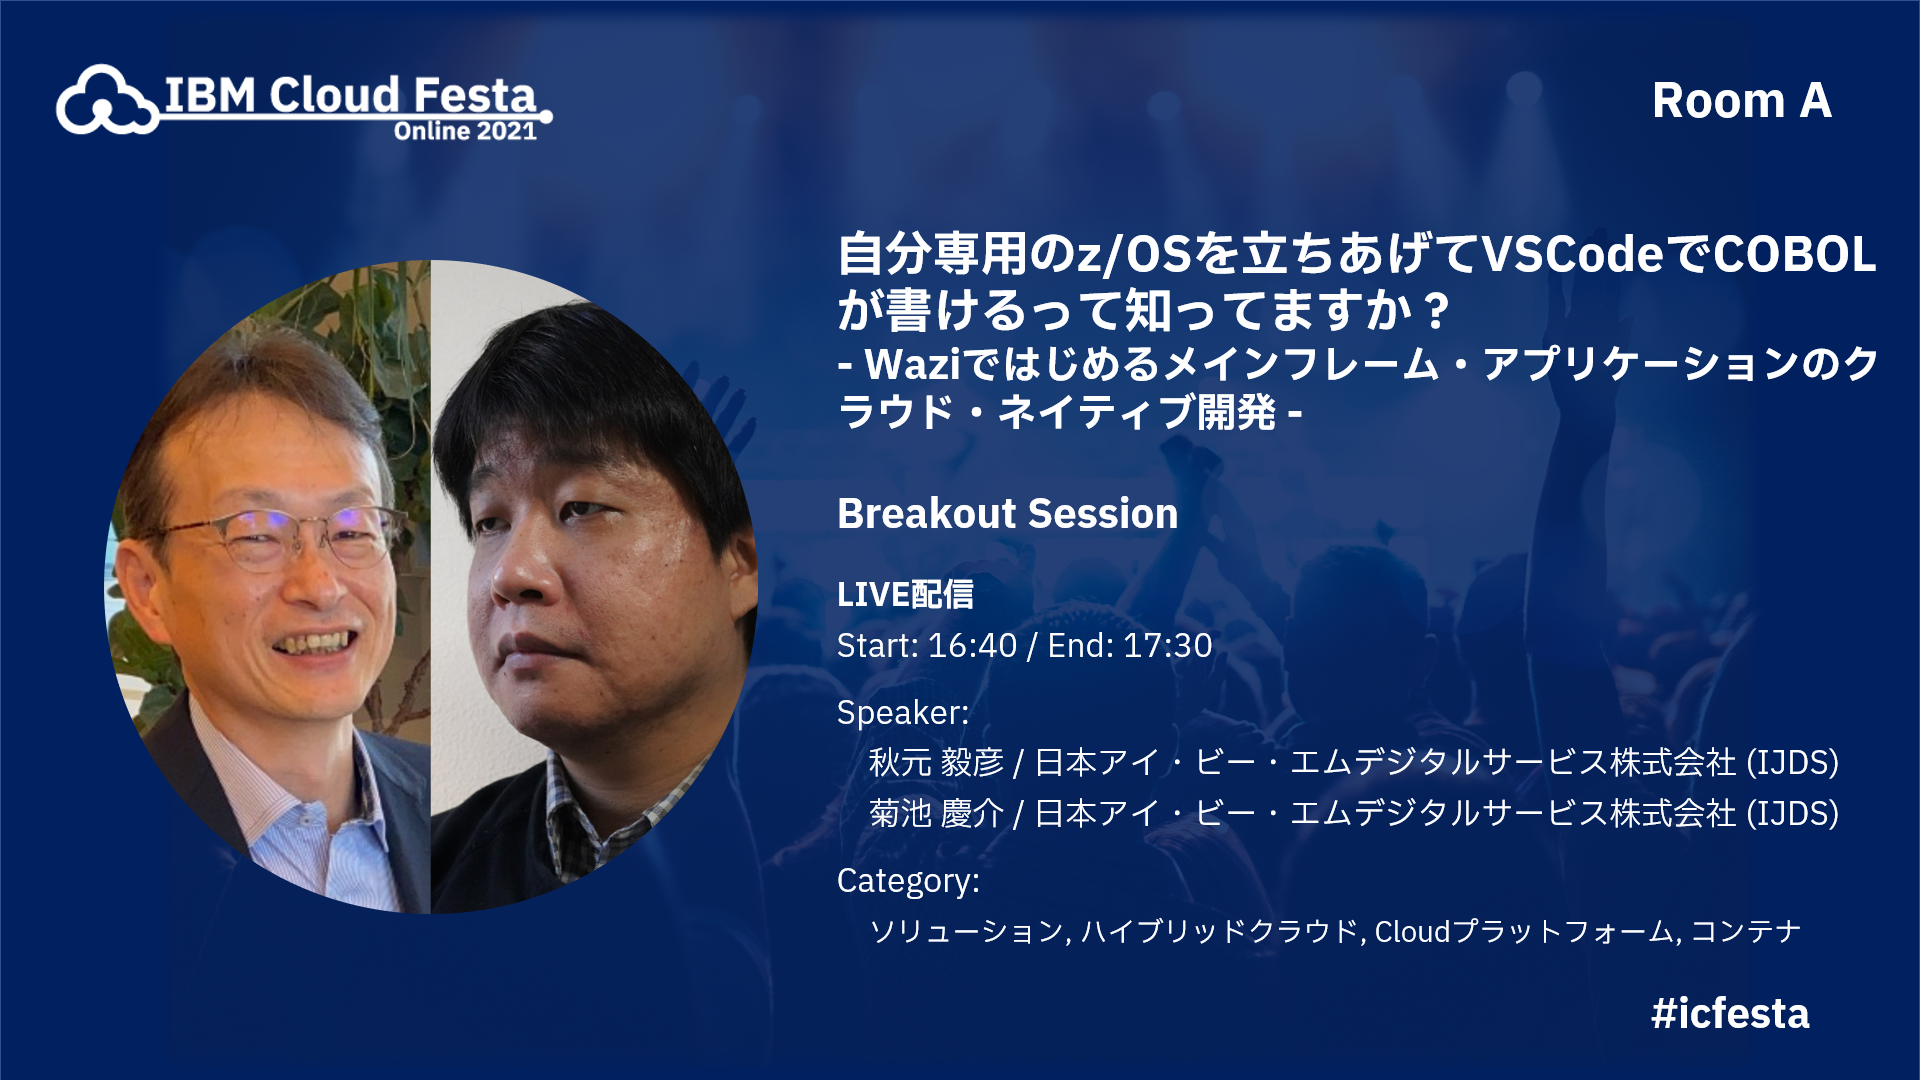 IBM Cloud Festa
Online 2021
Room A
自分専用のz/OSを立ちあげてVSCodeでCOBOL
が書けるって知ってますか？
- Waziではじめるメインフレーム・アプリケーションのク
ラウド・ネイティブ開発 -
Breakout Session
LIVE配信
Start: 16:40 / End: 17:30
Speaker:
秋元 毅彦 / 日本アイ・ビー・エムデジタルサービス株式会社 (IJDS)
菊池 慶介 / 日本アイ・ビー・エムデジタルサービス株式会社 (IJDS)
Category:
ソリューション, ハイブリッドクラウド, Cloudプラットフォーム, コンテナ
#icfesta